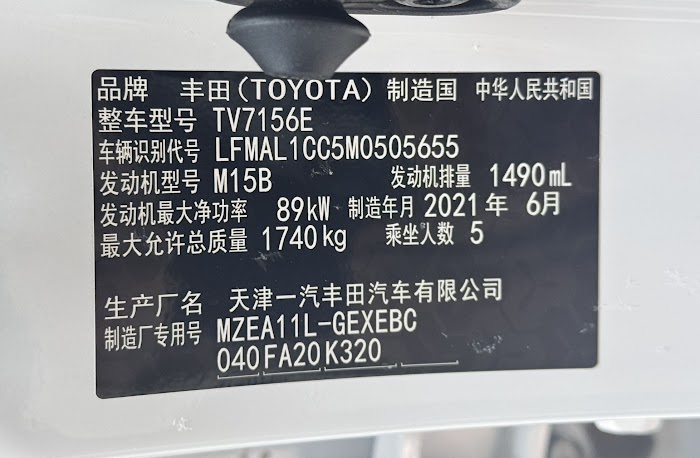 品牌 丰田(TOYOTA) 制造国 中华人民共和国
整车型号 TV7156E
车辆识别代号 LFMAL1CC5M0505655
发动机型号 M15B 发动机排量 1490mL
发动机最大净功率 89kW 制造年月 2021年 6月
最大允许总质量 1740kg 乘坐人数 5
生产厂名 天津一汽丰田汽车有限公司
制造厂专用号 MZEA11L-GEXEBC
040FA20K320